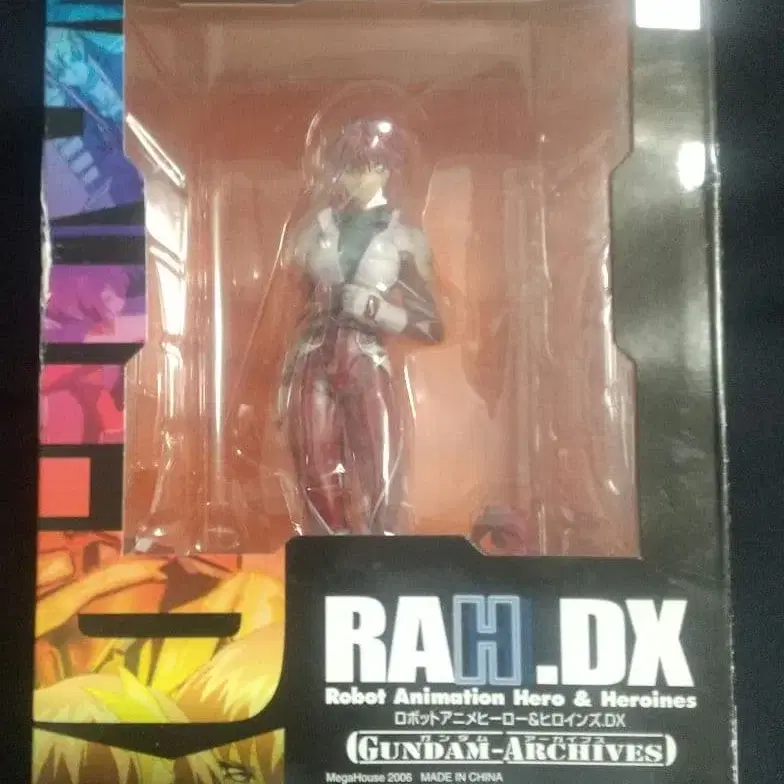 RAH.DX
Robot Animation Hero & Heroines
ロボットアニメヒーロー&ヒロインズ.DX
ガンダム アーカイブス
GUNDAM-ARCHIVES
MegaHouse 2006 MADE IN CHINA